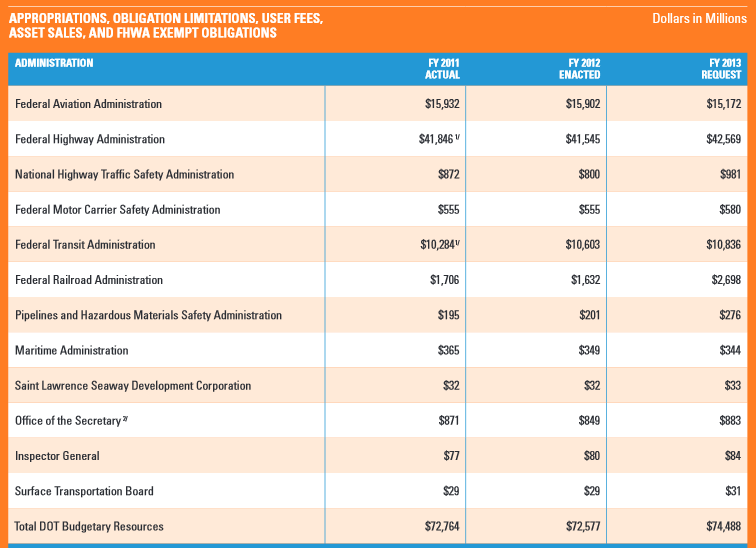 APPROPRIATIONS, OBLIGATION LIMITATIONS, USER FEES, Dollars in Millions
ASSET SALES, AND FHWA EXEMPT OBLIGATIONS
ADMINISTRATION FY 2011 FY 2012 FY 2013
ACTUAL ENACTED REQUEST
Federal Aviation Administration $15,932 $15,902 $15,172
Federal Highway Administration $41,846 1/ $41,545 $42,569
National Highway Traffic Safety Administration $872 $800 $981
Federal Motor Carrier Safety Administration $555 $555 $580
Federal Transit Administration $10,284 1/ $10,603 $10,836
Federal Railroad Administration $1,706 $1,632 $2,698
Pipelines and Hazardous Materials Safety Administration $195 $201 $276
Maritime Administration $365 $349 $344
Saint Lawrence Seaway Development Corporation $32 $32 $33
Office of the Secretary 2/ $871 $849 $883
Inspector General $77 $80 $84
Surface Transportation Board $29 $29 $31
Total DOT Budgetary Resources $72,764 $72,577 $74,488